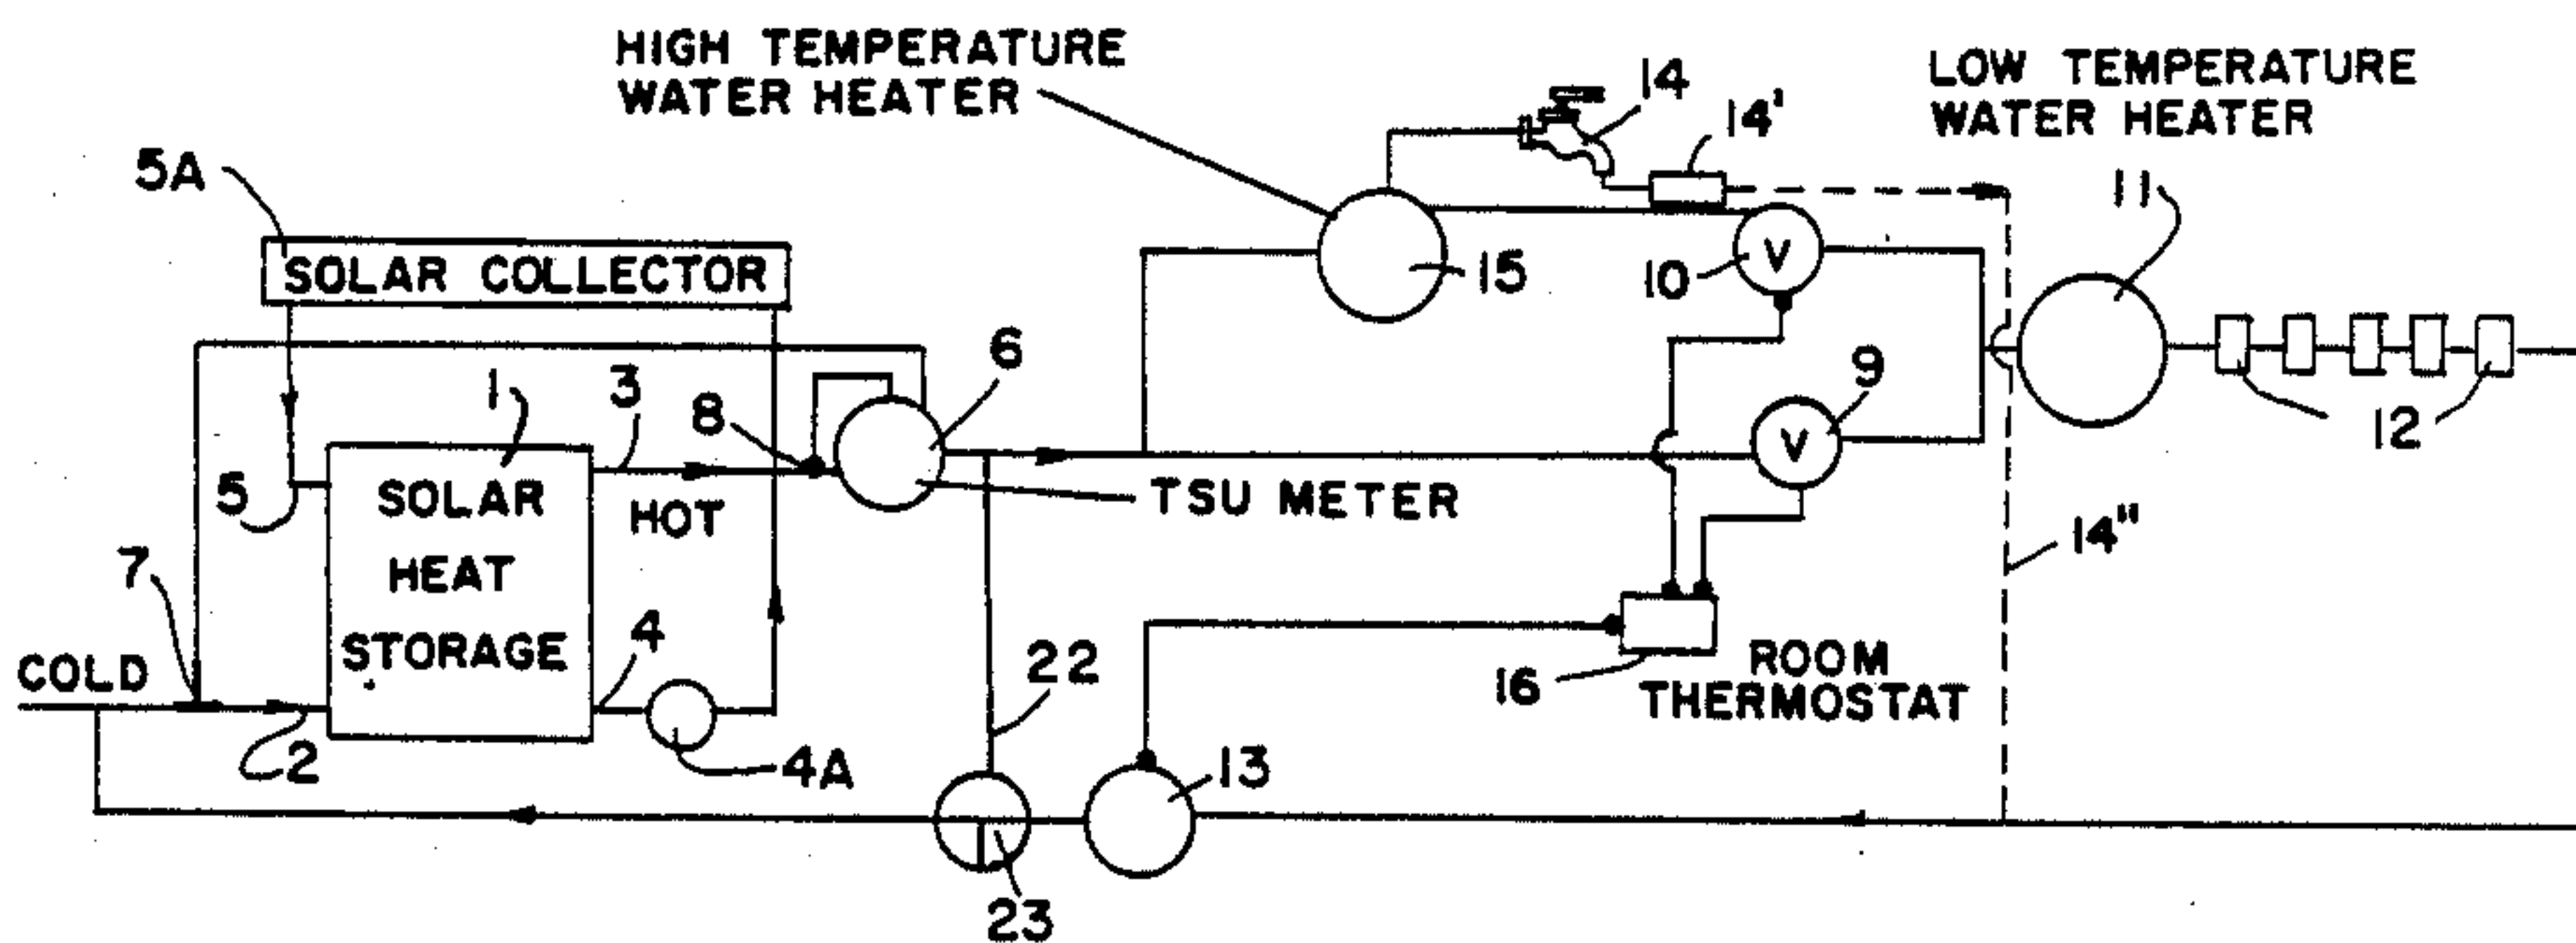 HIGH TEMPERATURE
WATER HEATER
14
14'
LOW TEMPERATURE
WATER HEATER
11
5A
SOLAR COLLECTOR
15
10
V
6
9
V
1
3
8
12
5
SOLAR
HEAT
STORAGE
HOT
TSU METER
14"
7
COLD
2
4
4A
22
16
ROOM
THERMOSTAT
13
23